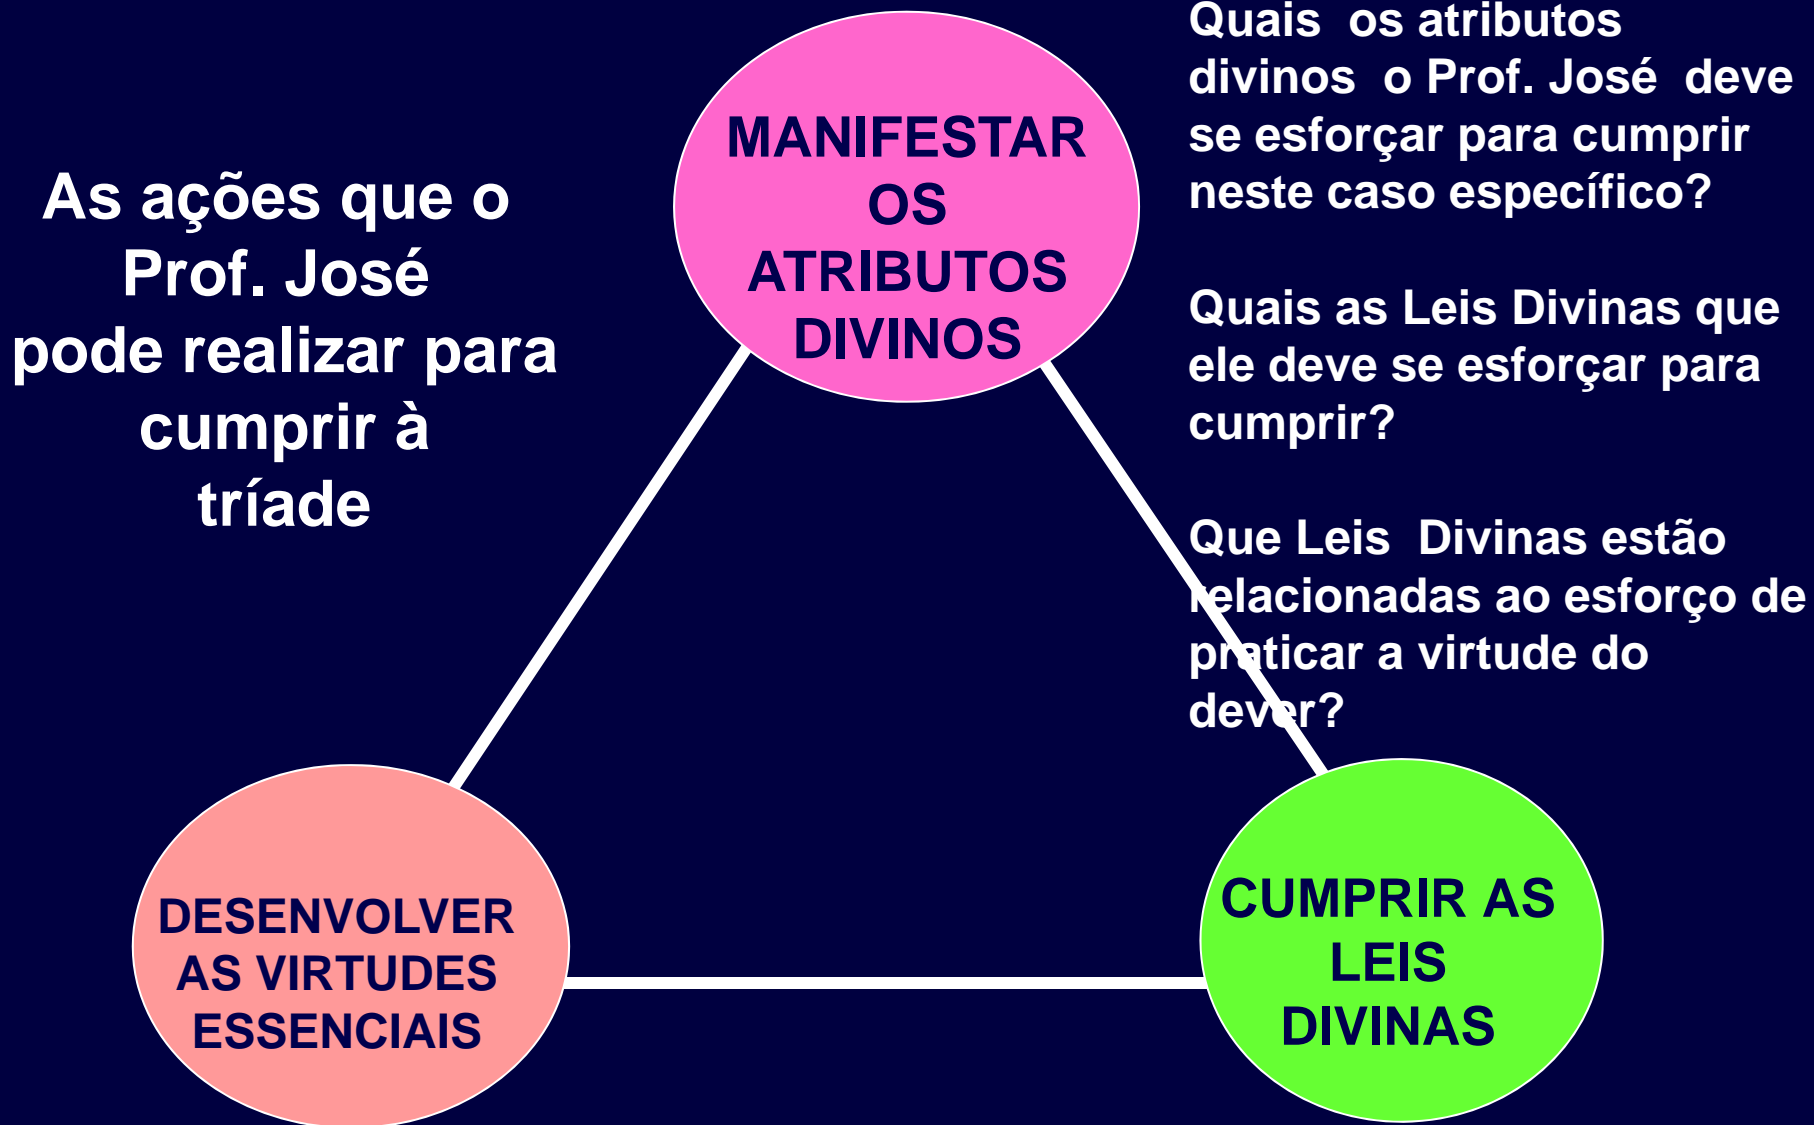 As ações que o
Prof. José
pode realizar para
cumprir à
tríade
MANIFESTAR
OS
ATRIBUTOS
DIVINOS
Quais os atributos
divinos o Prof. José deve
se esforçar para cumprir
neste caso específico?
Quais as Leis Divinas que
ele deve se esforçar para
cumprir?
Que Leis Divinas estão
relacionadas ao esforço de
praticar a virtude do
dever?
DESENVOLVER
AS VIRTUDES
ESSENCIAIS
CUMPRIR AS
LEIS
DIVINAS